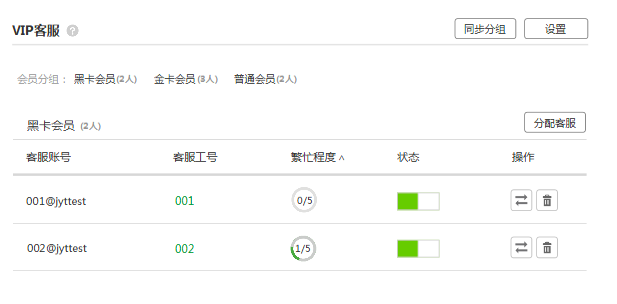 VIP客服 ? 同步分组 设置
会员分组： 黑卡会员(2人) 金卡会员(3人) 普通会员(2人)
黑卡会员 (2人) 分配客服
客服账号 客服工号 繁忙程度 状态 操作
001@jyttest 001 0/5
002@jyttest 002 1/5